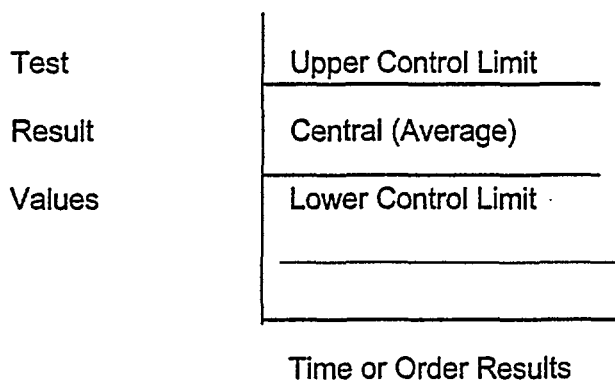 Test Upper Control Limit
Result Central (Average)
Values Lower Control Limit
Time or Order Results